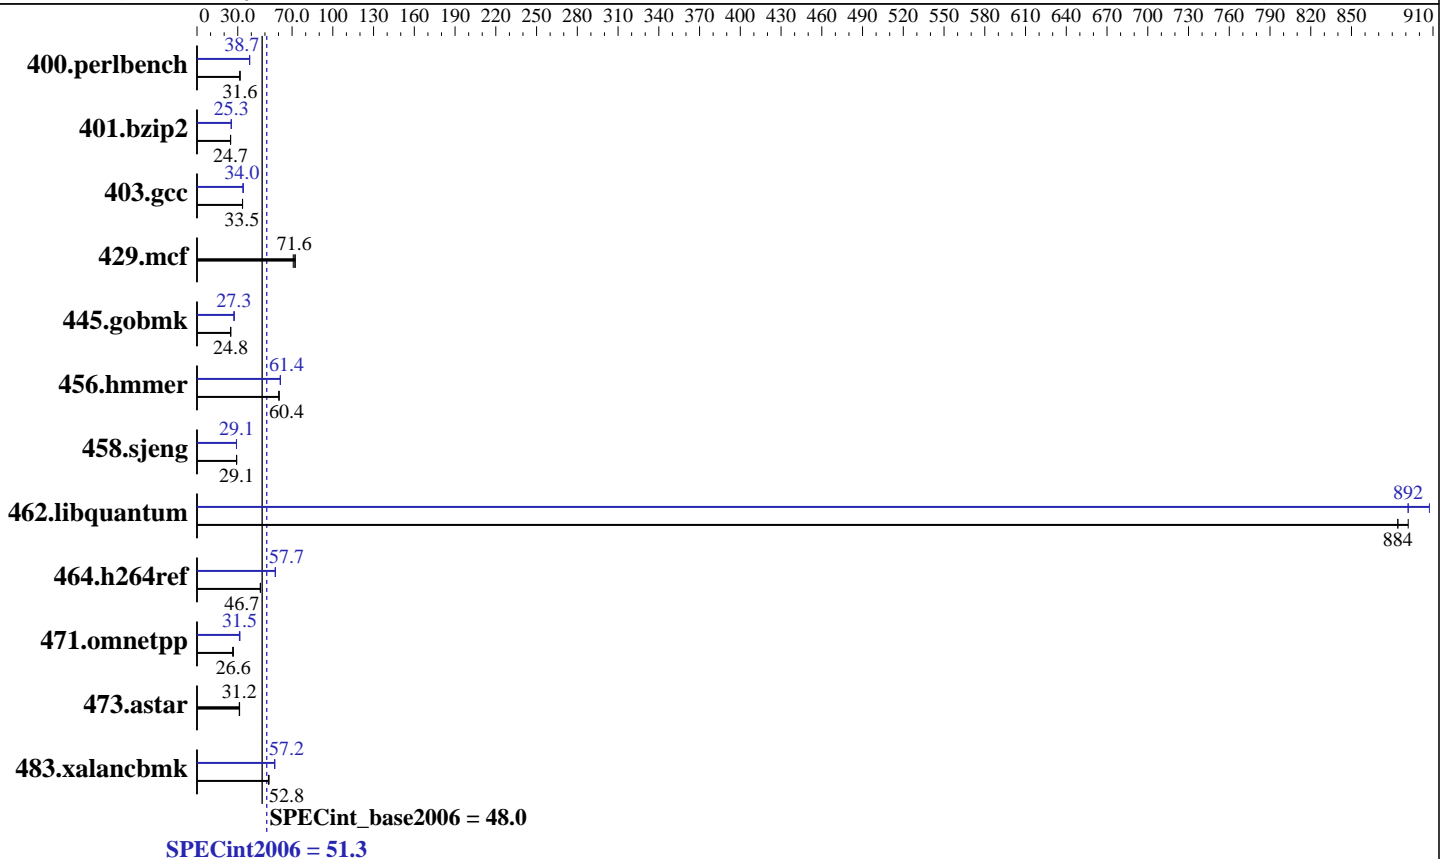 0 30.0 70.0 100 130 160 190 220 250 280 310 340 370 400 430 460 490 520 550 580 610 640 670 700 730 760 790 820 850 910
38.7
400.perlbench
31.6
25.3
401.bzip2
24.7
34.0
403.gcc
33.5
71.6
429.mcf
27.3
445.gobmk
24.8
61.4
456.hmmer
60.4
29.1
458.sjeng
29.1
892
462.libquantum
884
57.7
464.h264ref
46.7
31.5
471.omnetpp
26.6
31.2
473.astar
57.2
483.xalancbmk
52.8
SPECint_base2006 = 48.0
SPECint2006 = 51.3